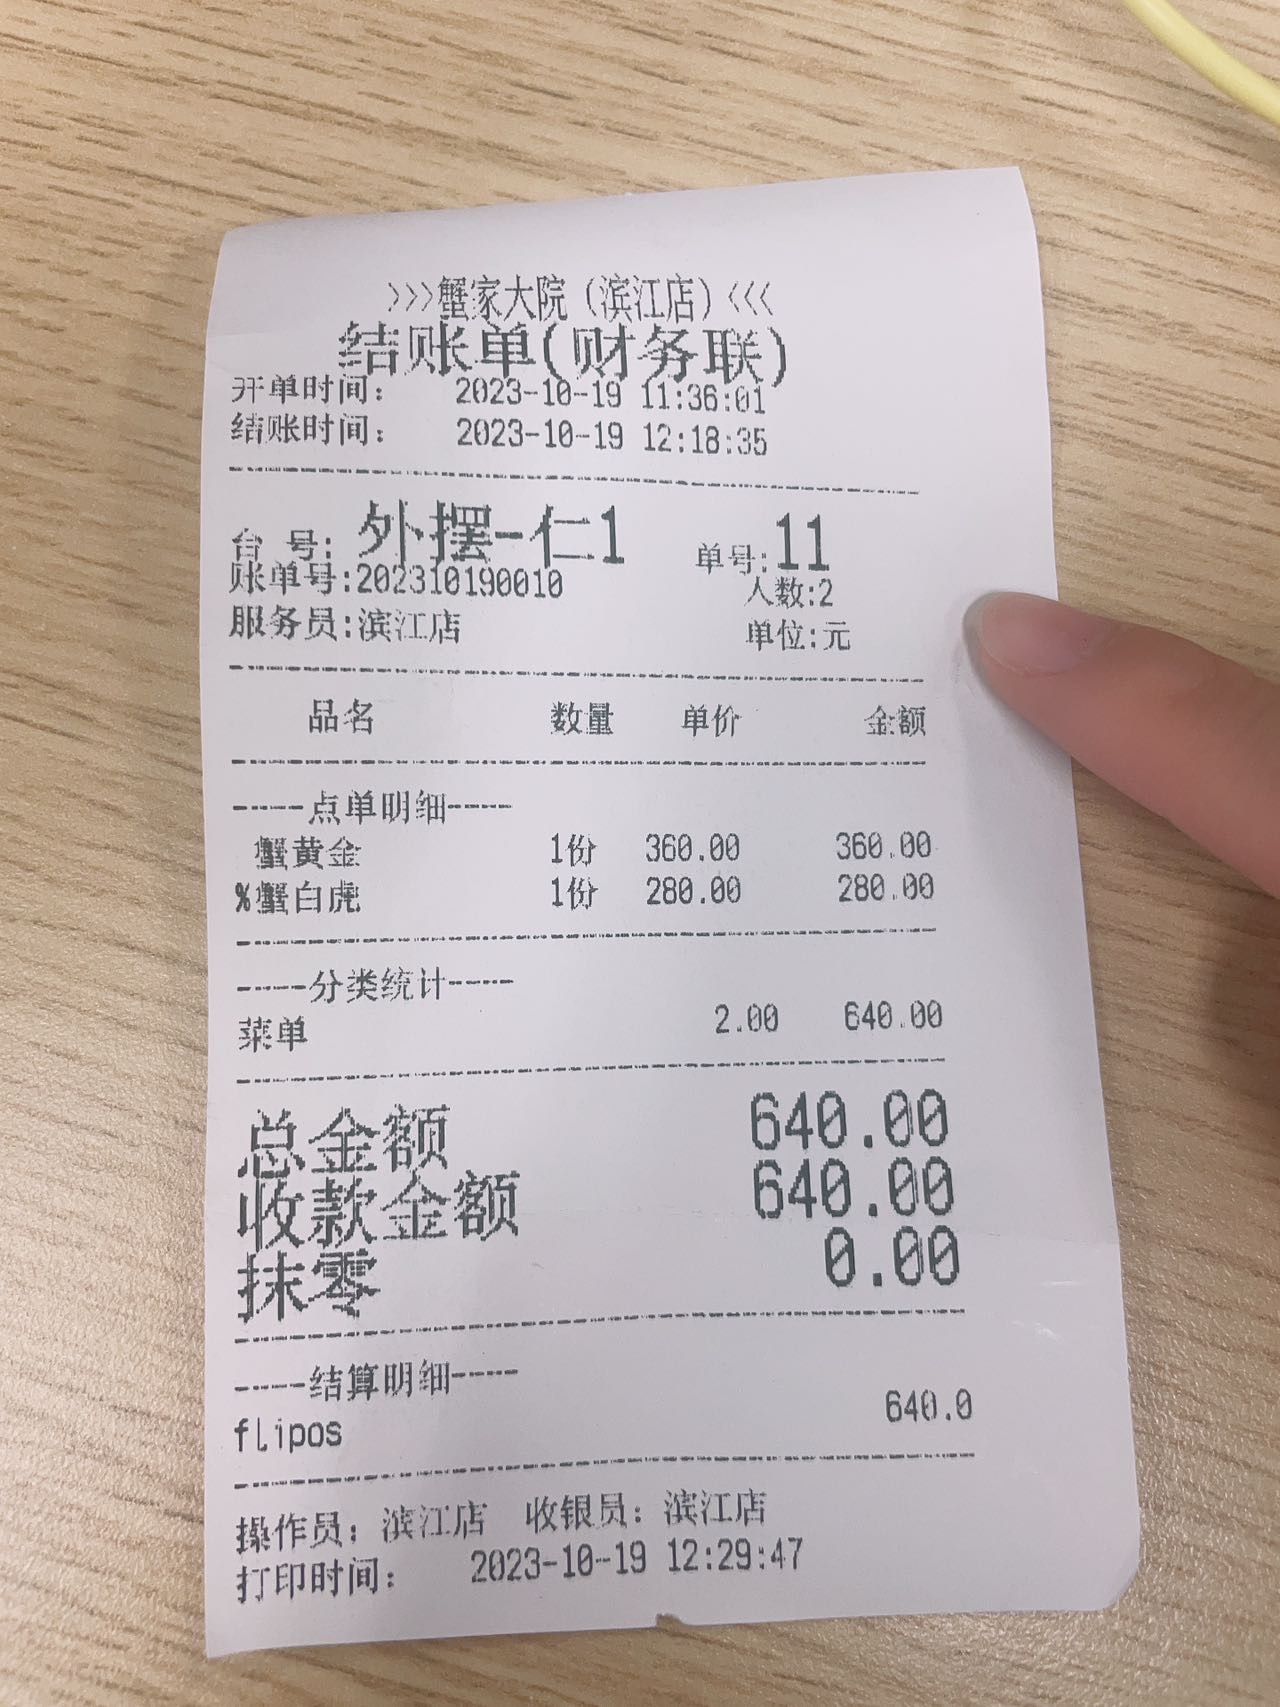 >>>蟹家大院（滨江店）<<<
结账单(财务联)
开单时间： 2023-10-19 11:36:01
结账时间： 2023-10-19 12:18:35
台 号: 外摆-仁1 单号:11
账单号:202310190010 人数:2
服务员:滨江店 单位:元
品名 数量 单价 金额
-----点单明细-----
蟹黄金 1份 360.00 360.00
%蟹白虎 1份 280.00 280.00
-----分类统计-----
菜单 2.00 640.00
总金额 640.00
收款金额 640.00
抹零 0.00
-----结算明细-----
flipos 640.0
操作员：滨江店 收银员：滨江店
打印时间： 2023-10-19 12:29:47